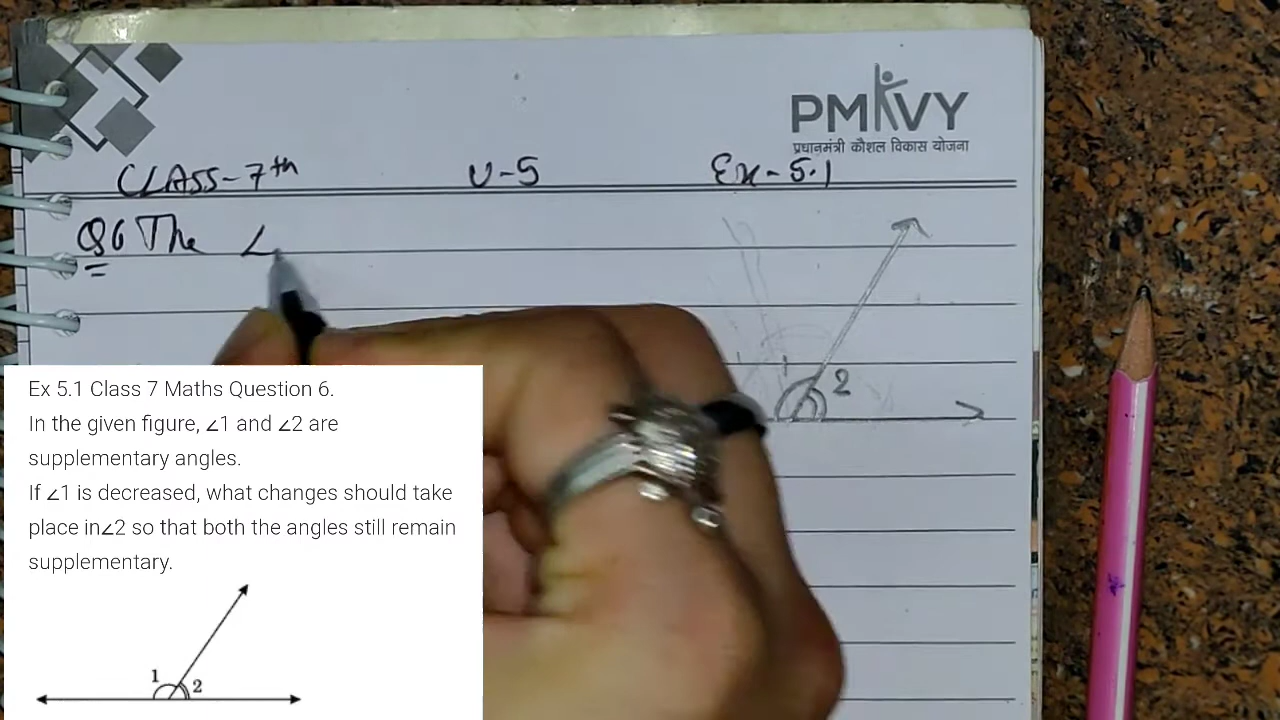 PMKVY
प्रधानमंत्री कौशल विकास योजना
CLASS-7th U-5 Ex-5.1
Q6 The ∠
2
Ex 5.1 Class 7 Maths Question 6.
In the given figure, ∠1 and ∠2 are
supplementary angles.
If ∠1 is decreased, what changes should take
place in∠2 so that both the angles still remain
supplementary.
1
2